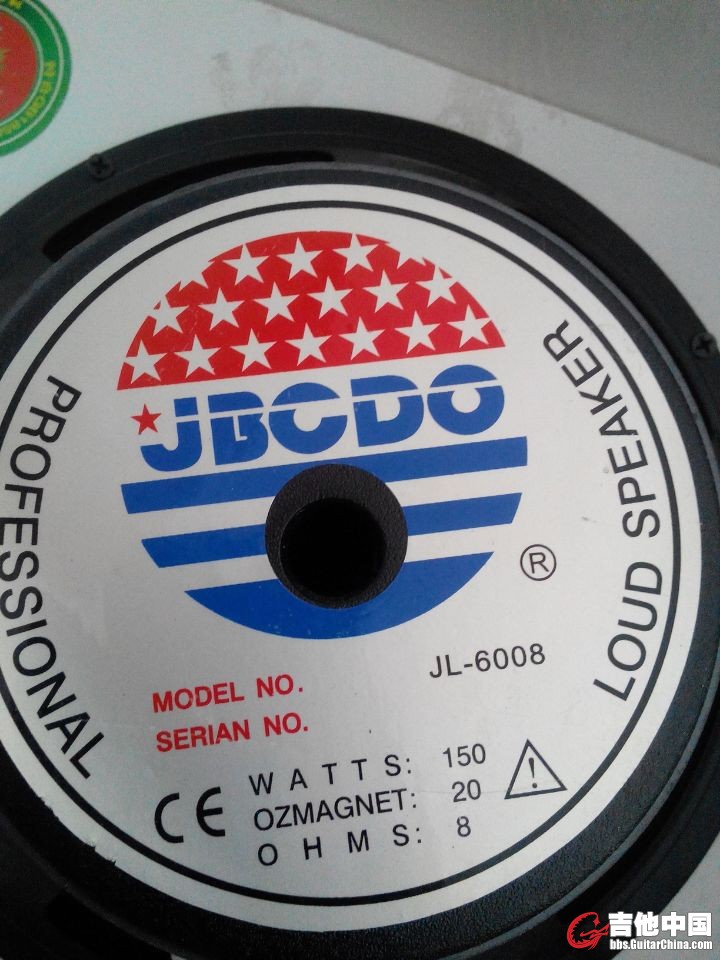 JBCDO
®
PROFESSIONAL
LOUD SPEAKER
MODEL NO. JL-6008
SERIAN NO.
CE
WATTS: 150
OZMAGNET: 20
OHMS: 8
吉他中国
bbs.GuitarChina.com